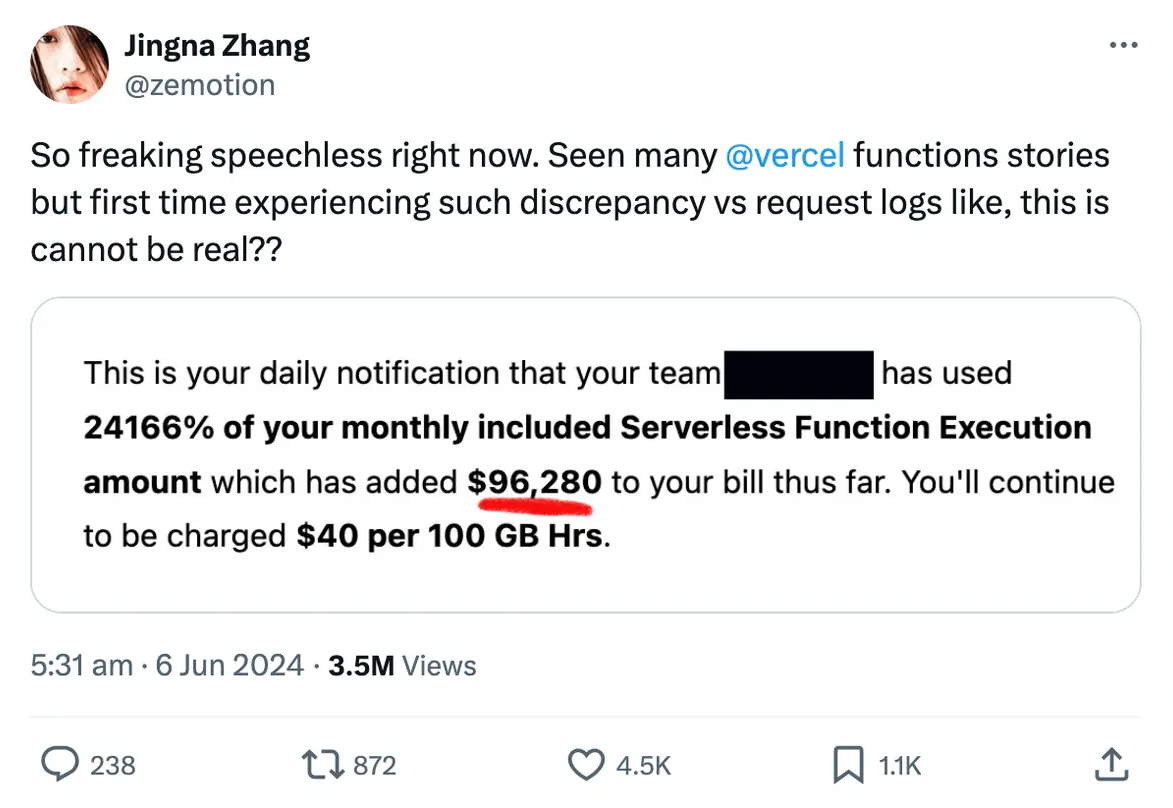 Jingna Zhang
@zemotion
So freaking speechless right now. Seen many @vercel functions stories
but first time experiencing such discrepancy vs request logs like, this is
cannot be real??
This is your daily notification that your team has used
24166% of your monthly included Serverless Function Execution
amount which has added $96,280 to your bill thus far. You'll continue
to be charged $40 per 100 GB Hrs.
5:31 am · 6 Jun 2024 · 3.5M Views
238 872 4.5K 1.1K